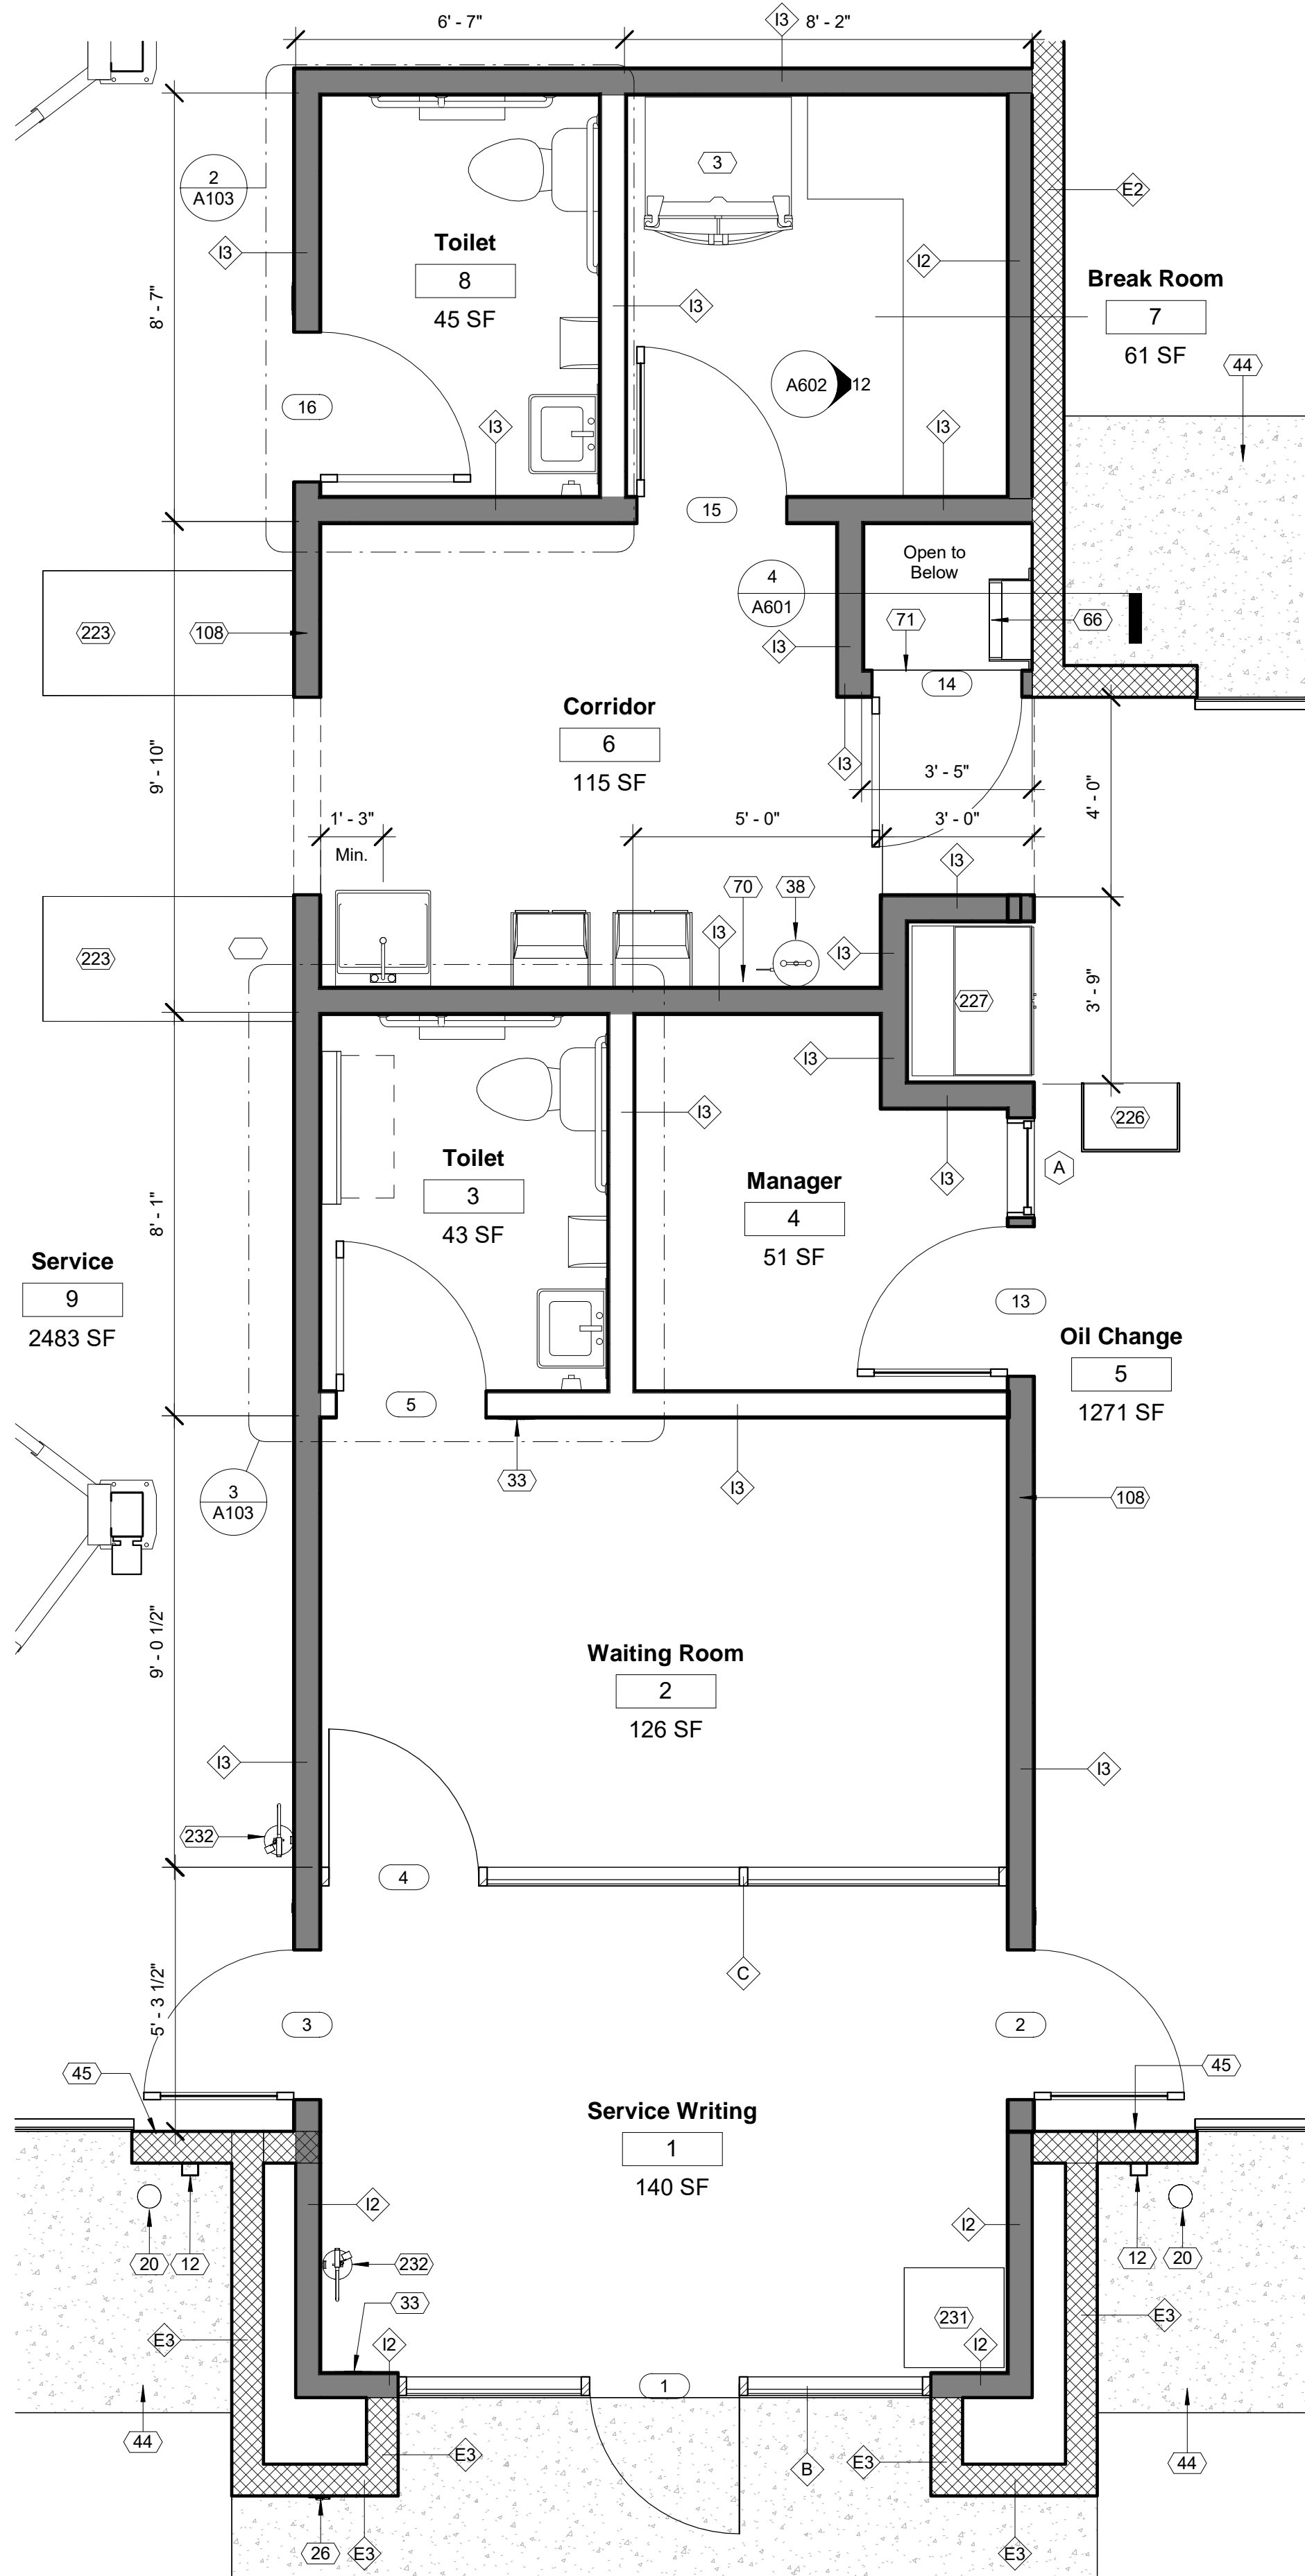 6' - 7"
I3
8' - 2"
2
A103
3
E2
Toilet
8
45 SF
I3
I2
Break Room
7
61 SF
8' - 7"
I3
44
A602
12
16
I3
I3
15
Open to
Below
4
A601
223
108
71
66
I3
14
Corridor
6
115 SF
9' - 10"
I3
3' - 5"
4' - 0"
1' - 3"
Min.
5' - 0"
3' - 0"
I3
70
38
I3
I3
223
227
3' - 9"
I3
I3
226
Toilet
3
43 SF
Manager
4
51 SF
I3
A
8' - 1"
Service
9
2483 SF
13
Oil Change
5
1271 SF
5
33
I3
3
A103
108
9' - 0 1/2"
Waiting Room
2
126 SF
I3
I3
232
4
C
5' - 3 1/2"
3
2
45
45
Service Writing
1
140 SF
I2
I2
20
12
232
12
20
33
231
E3
I2
I2
E3
1
44
E3
B
E3
44
26
E3
E3